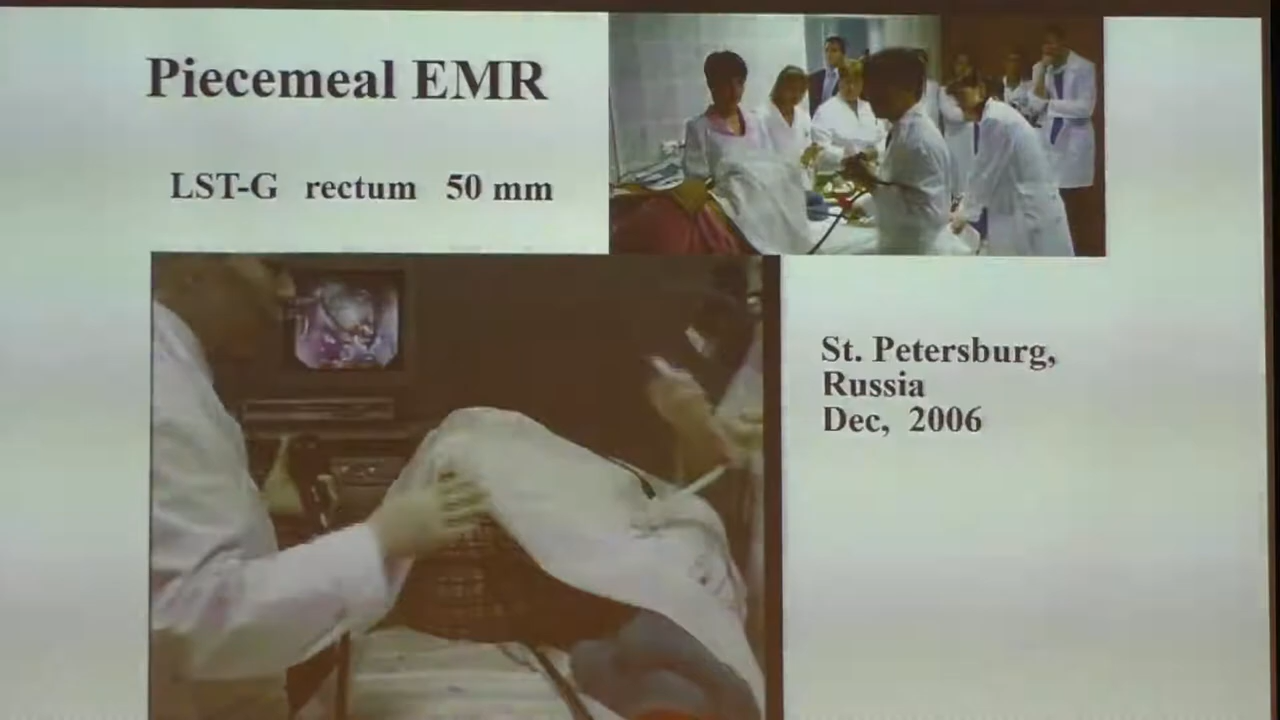 Piecemeal EMR
LST-G rectum 50 mm
St. Petersburg,
Russia
Dec, 2006